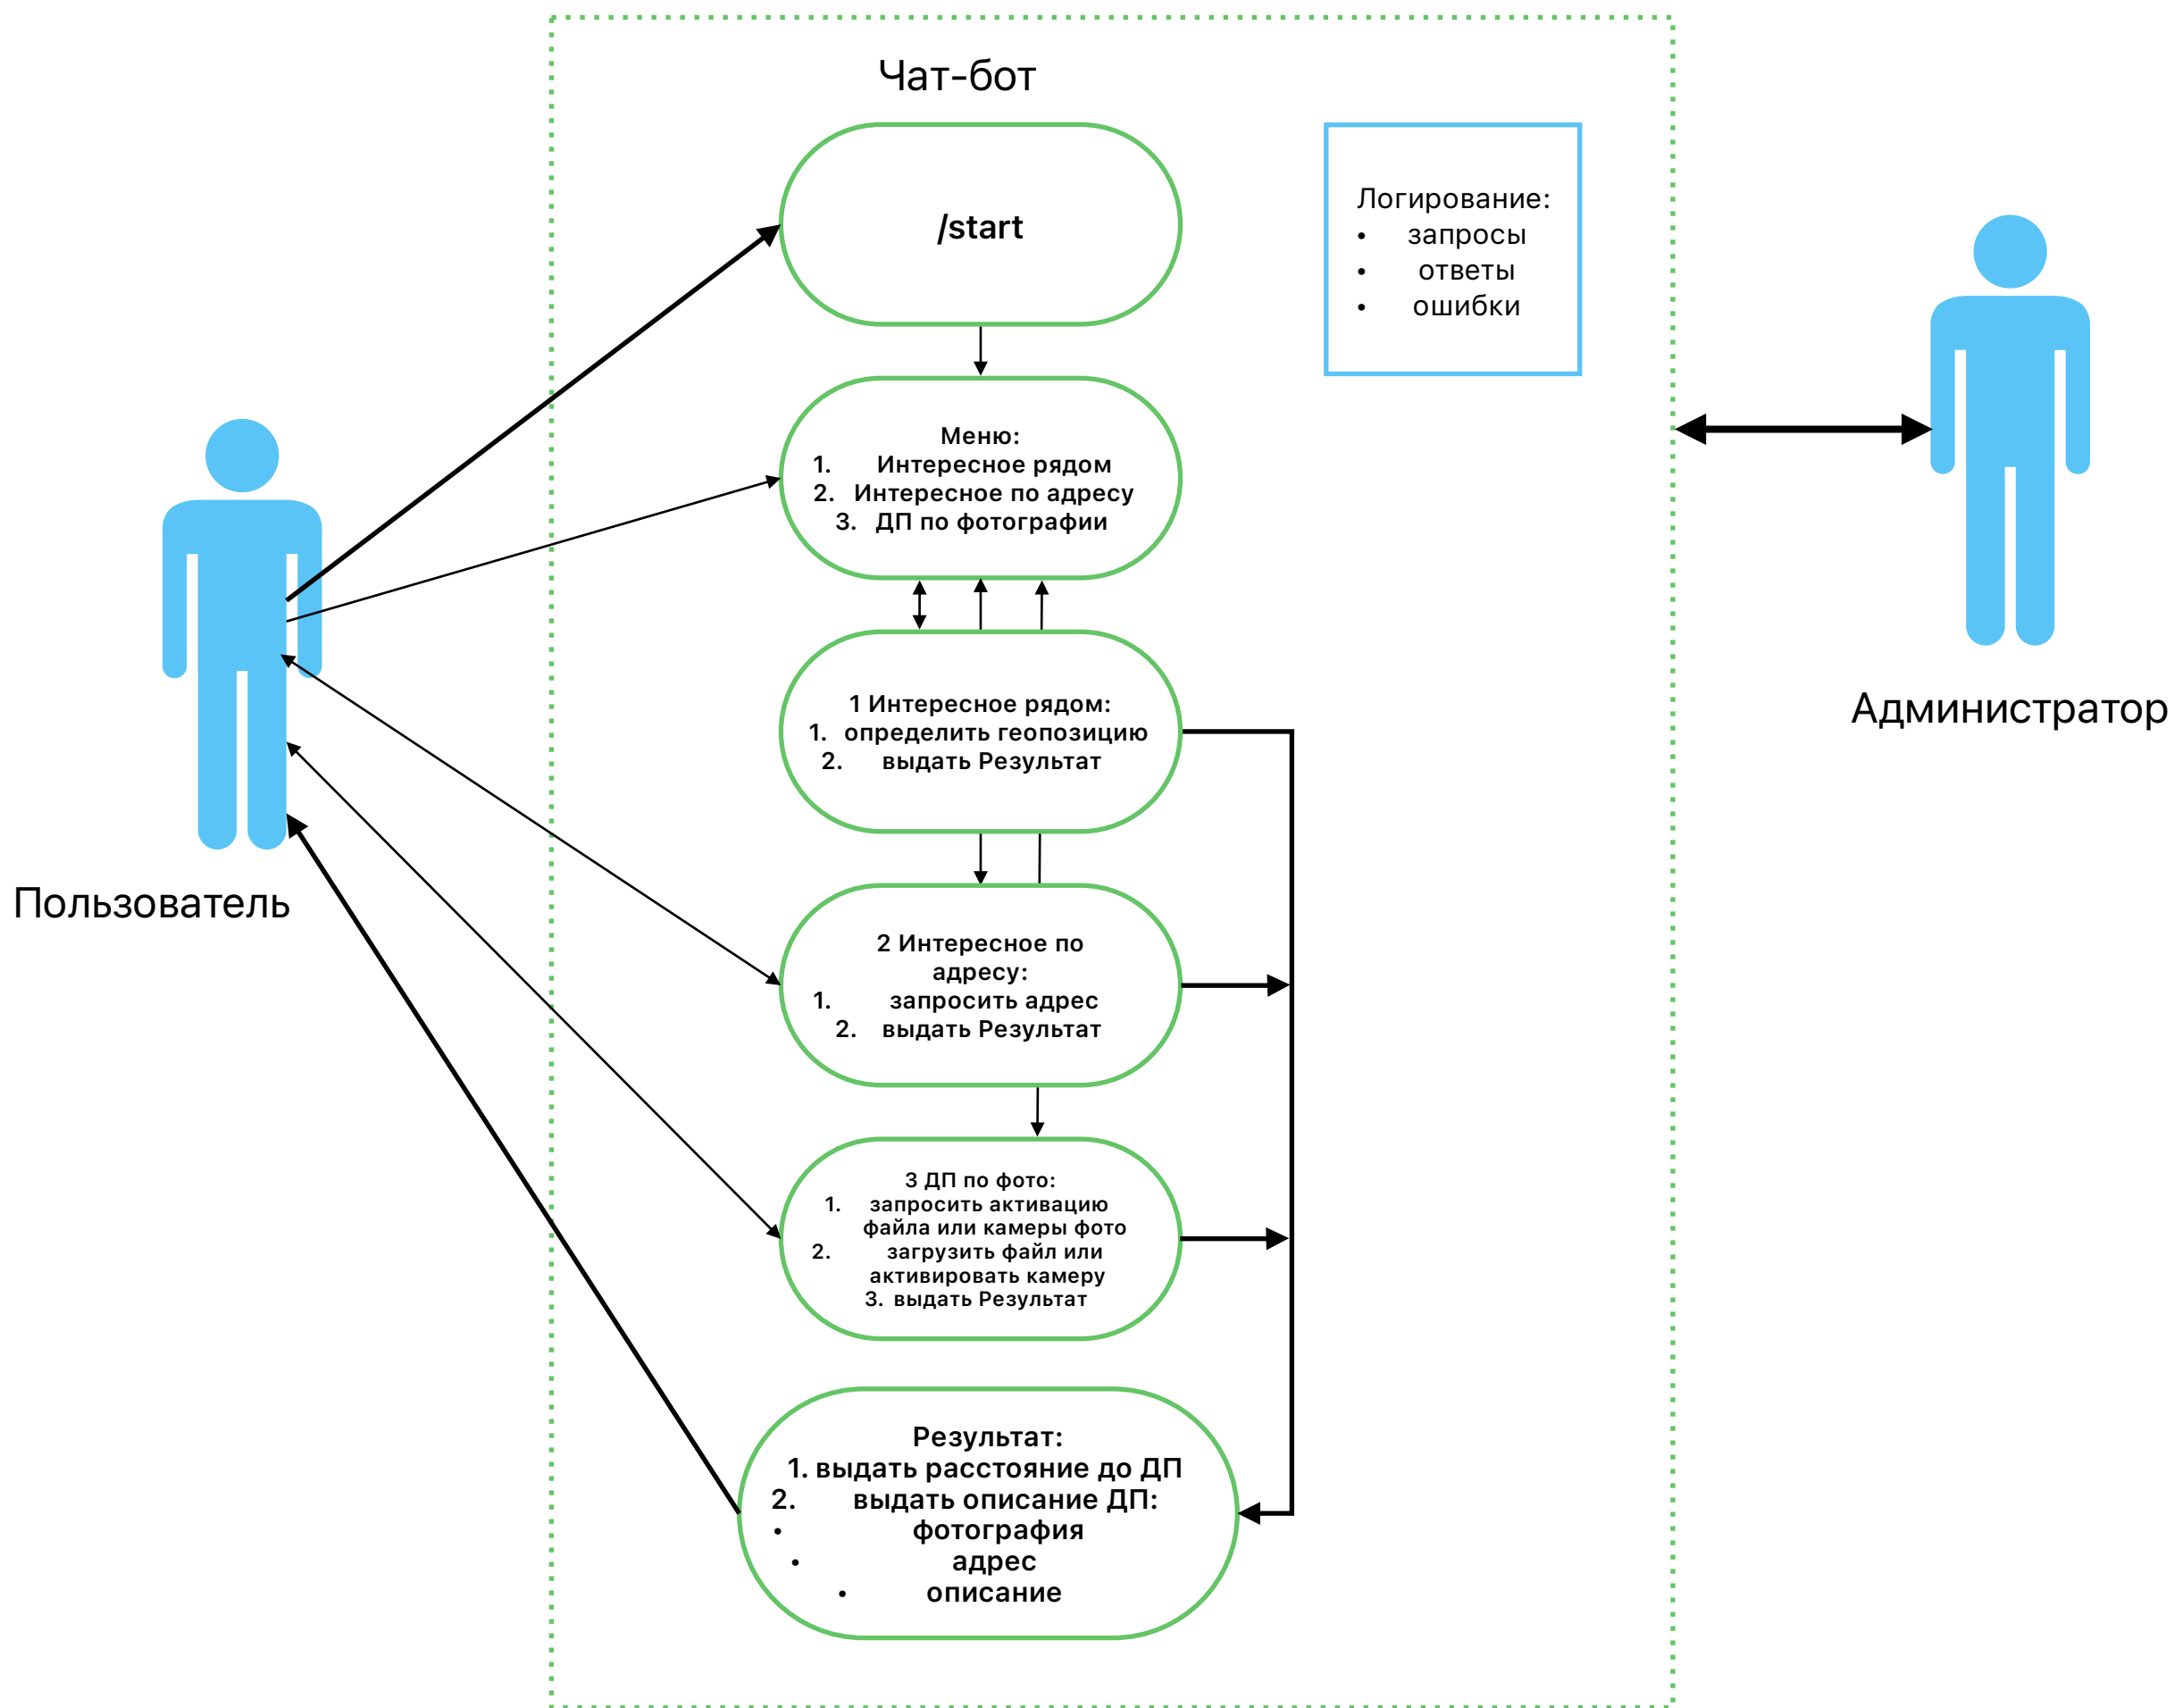 Чат-бот
/start
Логирование:
• запросы
• ответы
• ошибки
Меню:
1. Интересное рядом
2. Интересное по адресу
3. ДП по фотографии
Администратор
1 Интересное рядом:
1. определить геопозицию
2. выдать Результат
Пользователь
2 Интересное по
адресу:
1. запросить адрес
2. выдать Результат
3 ДП по фото:
1. запросить активацию
файла или камеры фото
2. загрузить файл или
активировать камеру
3. выдать Результат
Результат:
1. выдать расстояние до ДП
2. выдать описание ДП:
• фотография
• адрес
• описание